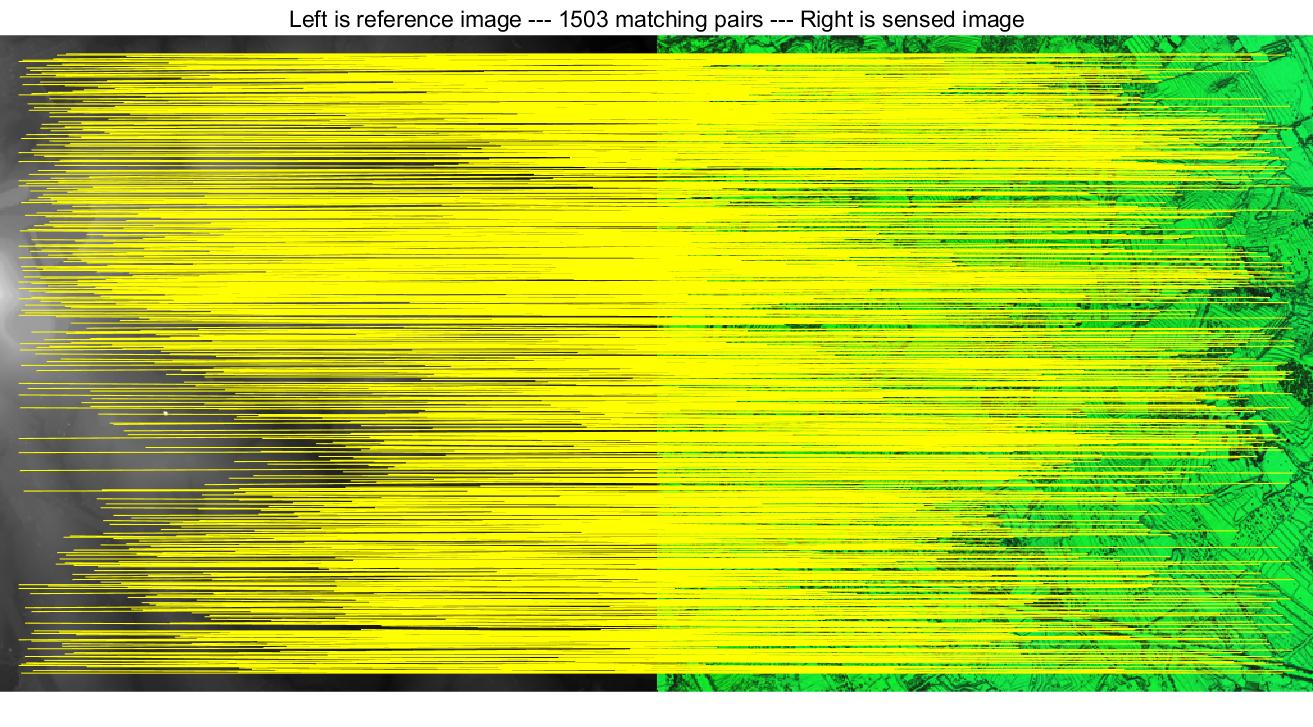 Left is reference image --- 1503 matching pairs --- Right is sensed image